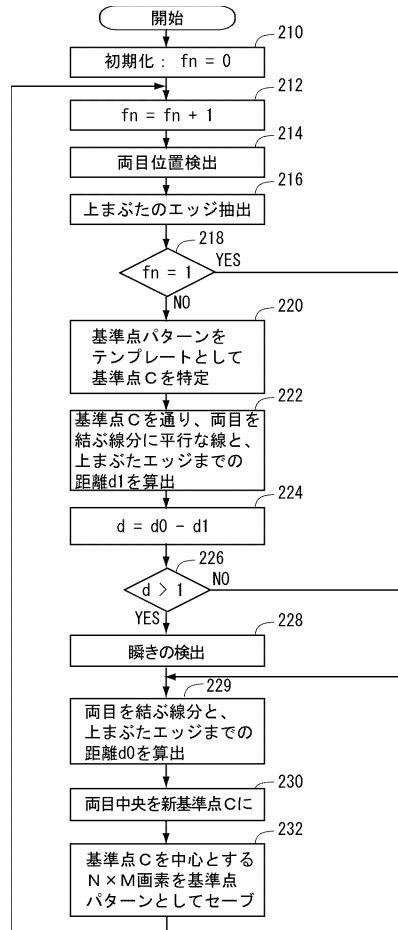 開始
210
初期化： fn = 0
212
fn = fn + 1
214
両目位置検出
216
上まぶたのエッジ抽出
218
fn = 1
YES
NO
220
基準点パターンを
テンプレートとして
基準点Cを特定
222
基準点Cを通り、両目を
結ぶ線分に平行な線と、
上まぶたエッジまでの
距離d1を算出
224
d = d0 - d1
226
d > 1
NO
YES
228
瞬きの検出
229
両目を結ぶ線分と、
上まぶたエッジまでの
距離d0を算出
230
両目中央を新基準点Cに
232
基準点Cを中心とする
N×M画素を基準点
パターンとしてセーブ